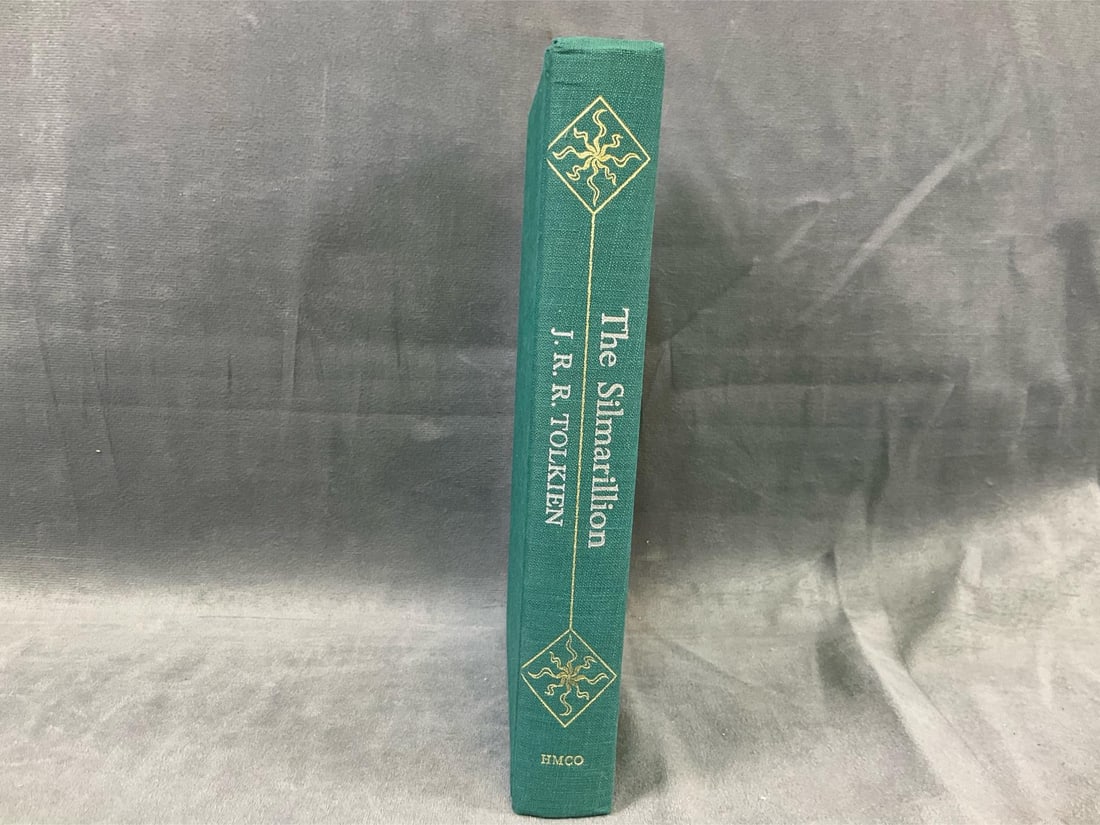 The Silmarillion
J. R. R. TOLKIEN
HMCO